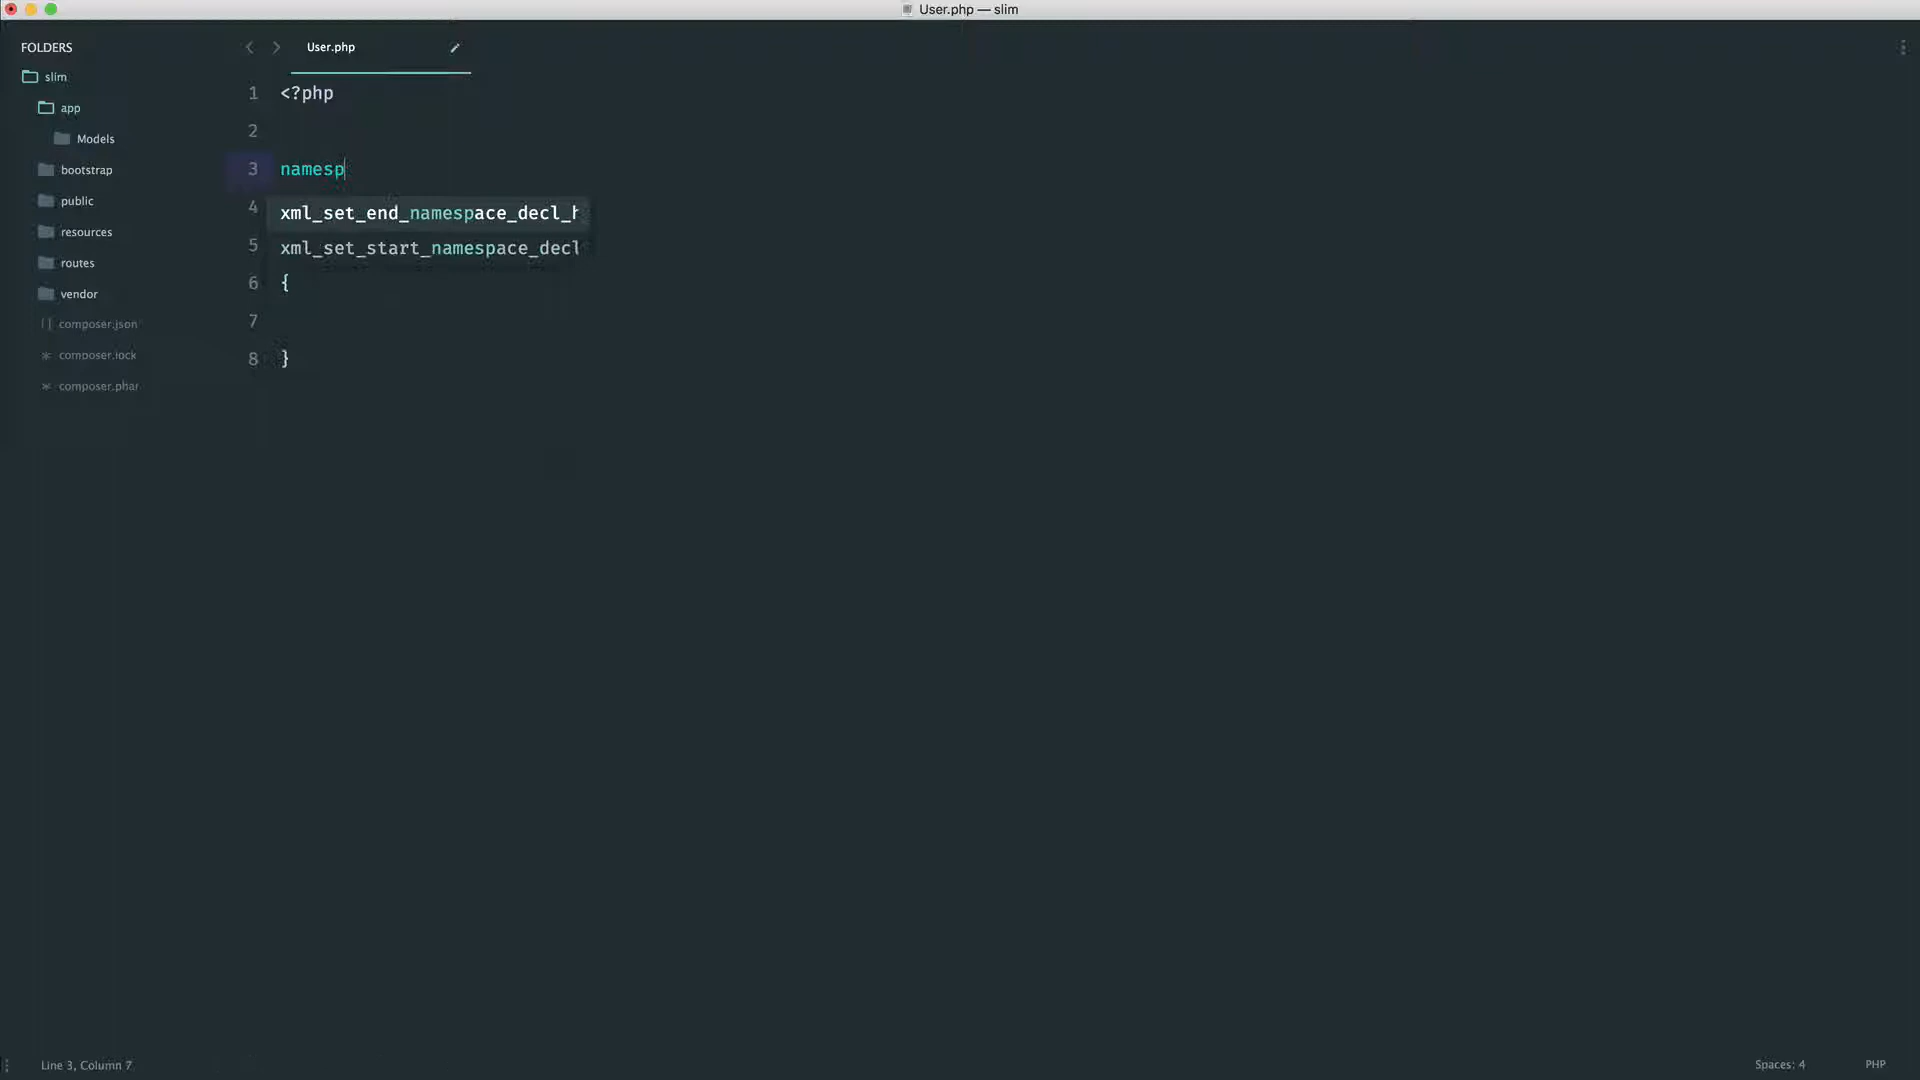 User.php — slim
FOLDERS
slim
app
Models
bootstrap
public
resources
routes
vendor
composer.json
composer.lock
composer.phar
User.php
1 <?php
2
3 namesp
4
xml_set_end_namespace_decl_h
5
xml_set_start_namespace_decl
6 {
7
8 }
Line 3, Column 7
Spaces: 4
PHP